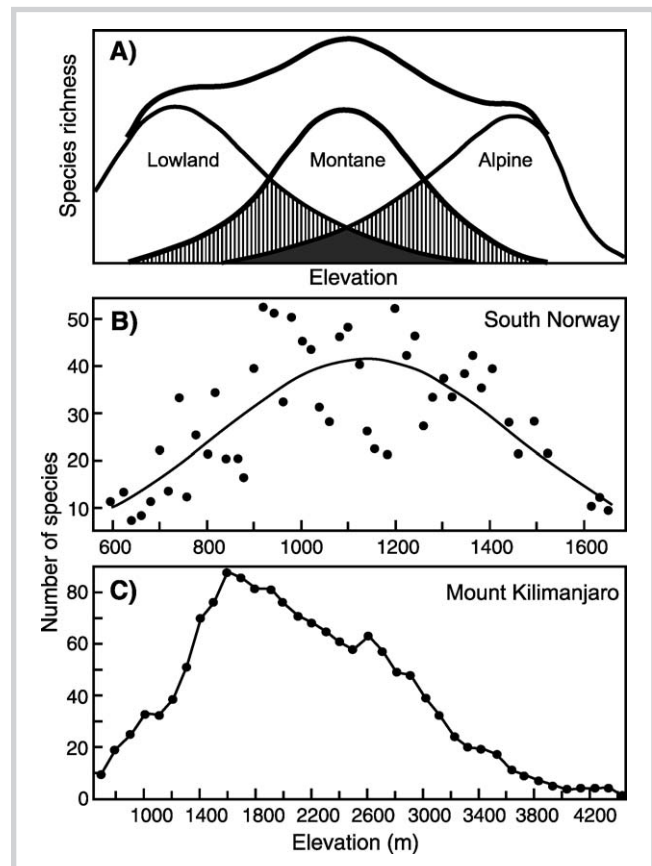 A)
Species richness
Lowland
Montane
Alpine
Elevation
B)
South Norway
50
40
30
20
10
600 800 1000 1200 1400 1600
Number of species
C)
Mount Kilimanjaro
80
60
40
20
0
1000 1400 1800 2200 2600 3000 3400 3800 4200
Elevation (m)